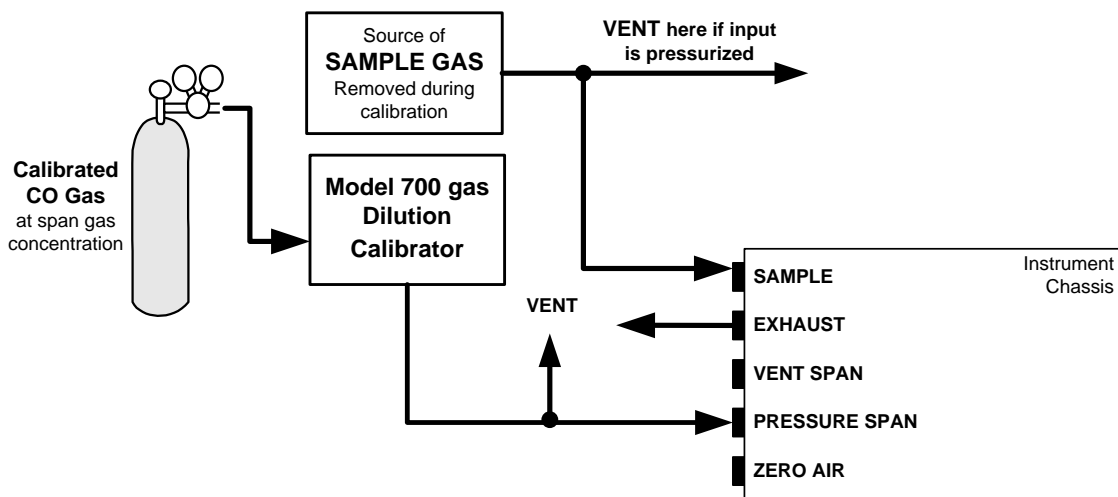 Source of
SAMPLE GAS
Removed during
calibration
VENT here if input
is pressurized
Calibrated
CO Gas
at span gas
concentration
Model 700 gas
Dilution
Calibrator
VENT
Instrument
Chassis
SAMPLE
EXHAUST
VENT SPAN
PRESSURE SPAN
ZERO AIR